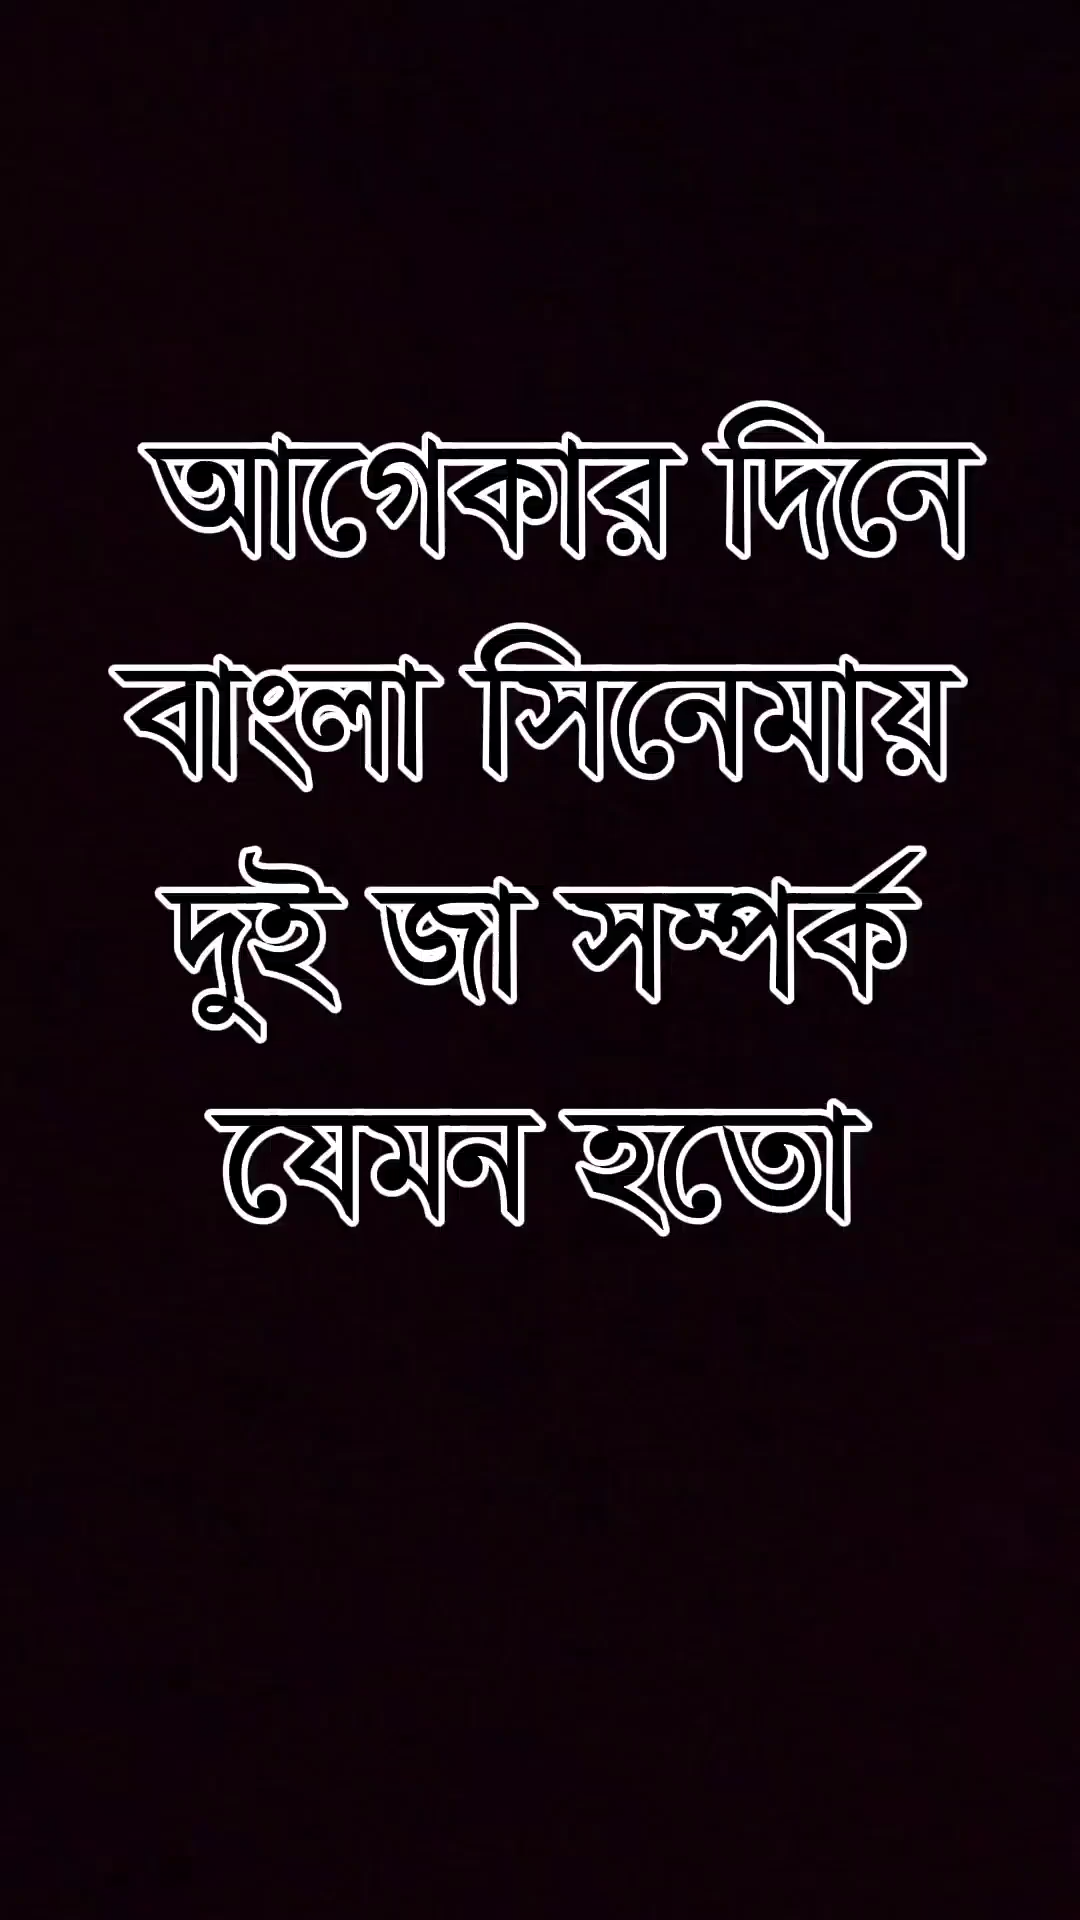 আগেকার দিনে
বাংলা সিনেমায়
দুই জা সম্পর্ক
যেমন হতো